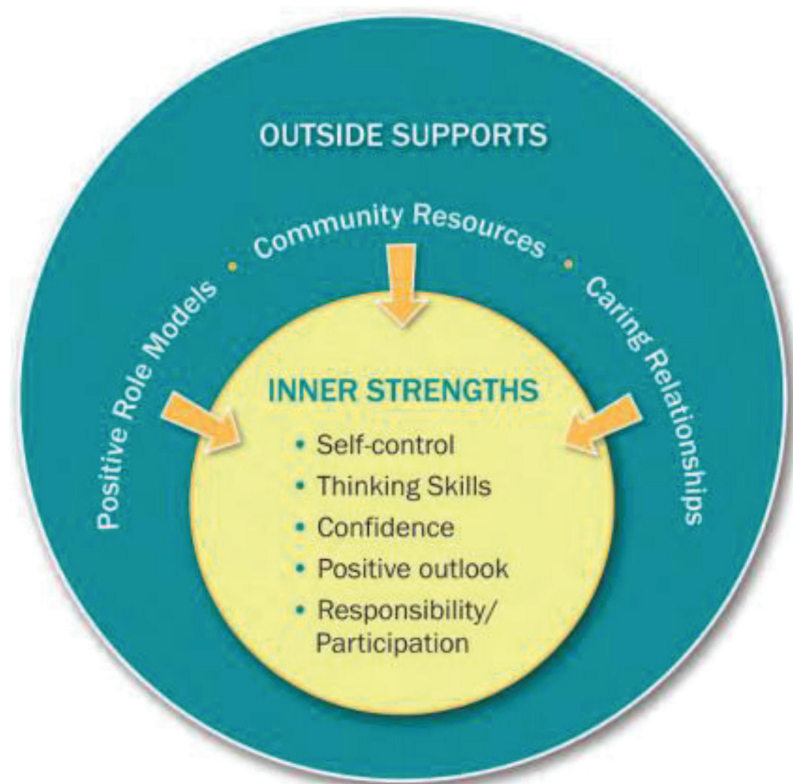 OUTSIDE SUPPORTS
Positive Role Models • Community Resources • Caring Relationships
INNER STRENGTHS
• Self-control
• Thinking Skills
• Confidence
• Positive outlook
• Responsibility/
Participation